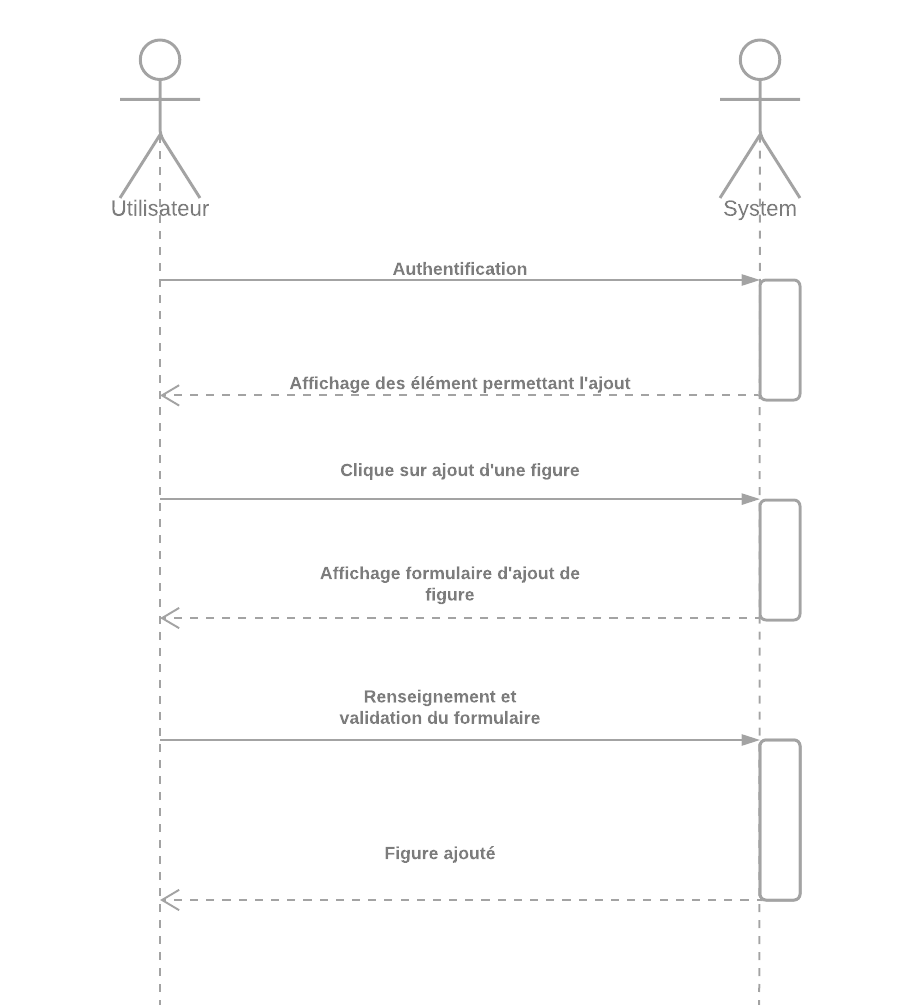 Utilisateur
System
Authentification
Affichage des élément permettant l'ajout
Clique sur ajout d'une figure
Affichage formulaire d'ajout de
figure
Renseignement et
validation du formulaire
Figure ajouté